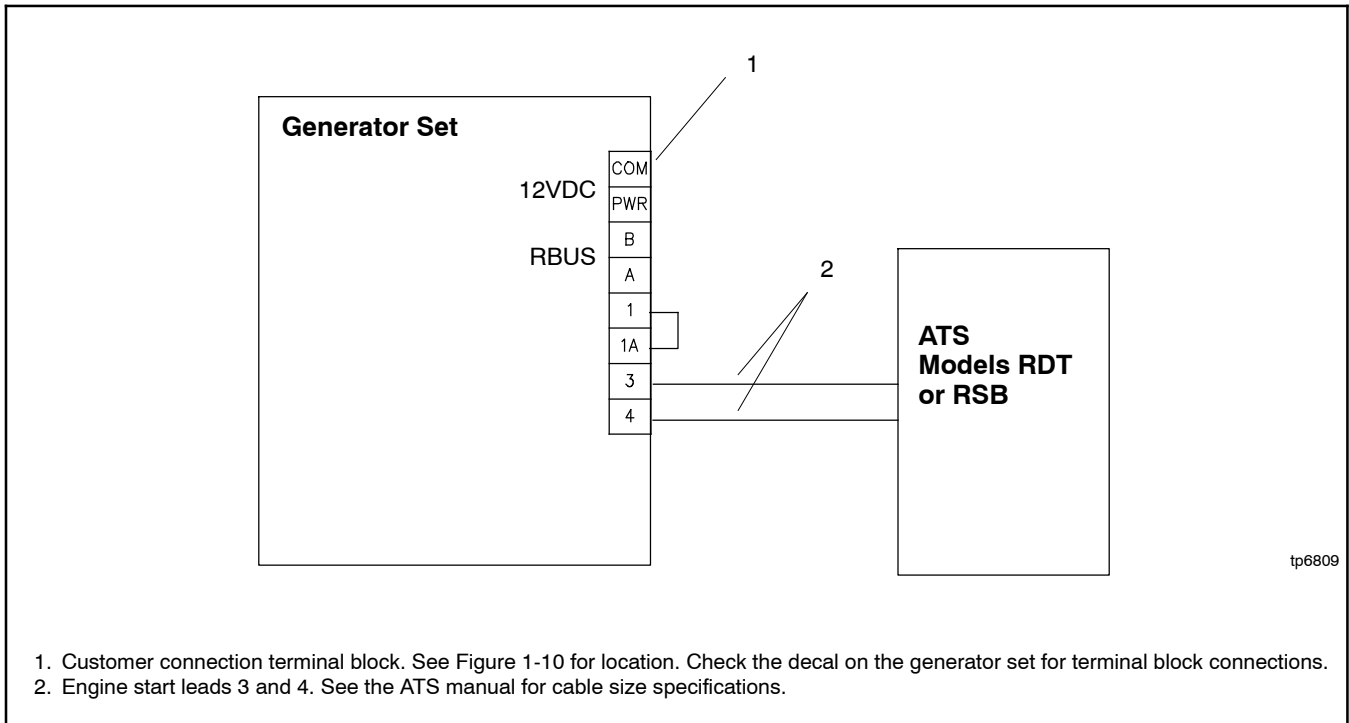 1
Generator Set
COM
12VDC
PWR
B
RBUS
A
2
1
1A
ATS
Models RDT
or RSB
3
4
tp6809
1. Customer connection terminal block. See Figure 1-10 for location. Check the decal on the generator set for terminal block connections.
2. Engine start leads 3 and 4. See the ATS manual for cable size specifications.